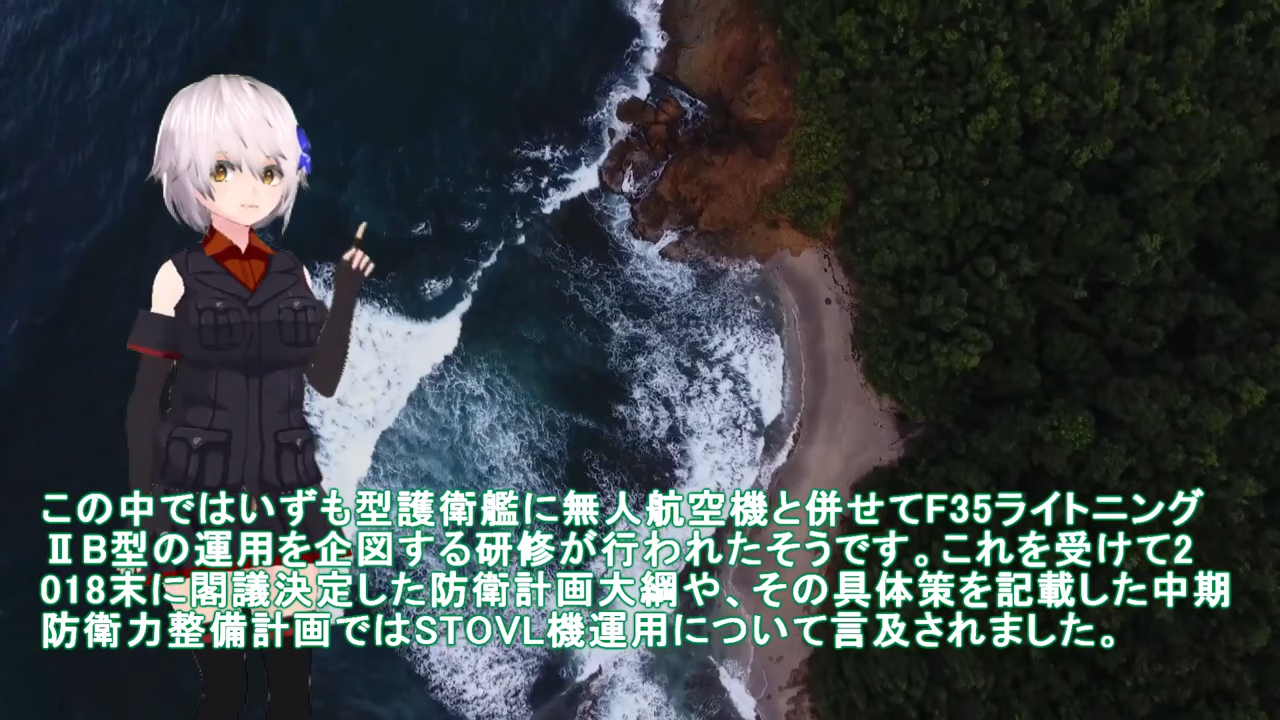 この中ではいずも型護衛艦に無人航空機と併せてF35ライトニング
ⅡB型の運用を企図する研修が行われたそうです。これを受けて2
018末に閣議決定した防衛計画大綱や、その具体策を記載した中期
防衛力整備計画ではSTOVL機運用について言及されました。